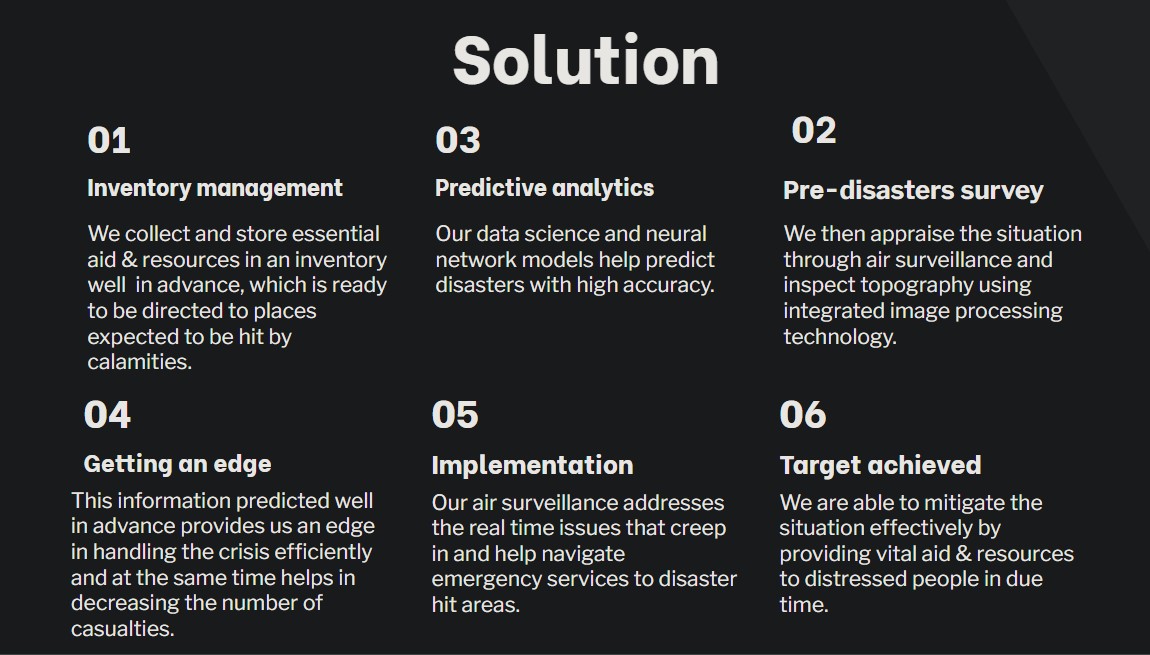 Solution
01
Inventory management
We collect and store essential
aid & resources in an inventory
well  in advance, which is ready
to be directed to places
expected to be hit by
calamities.
03
Predictive analytics
Our data science and neural
network models help predict
disasters with high accuracy.
02
Pre-disasters survey
We then appraise the situation
through air surveillance and
inspect topography using
integrated image processing
technology.
04
Getting an edge
This information predicted well
in advance provides us an edge
in handling the crisis efficiently
and at the same time helps in
decreasing the number of
casualties.
05
Implementation
Our air surveillance addresses
the real time issues that creep
in and help navigate
emergency services to disaster
hit areas.
06
Target achieved
We are able to mitigate the
situation effectively by
providing vital aid & resources
to distressed people in due
time.